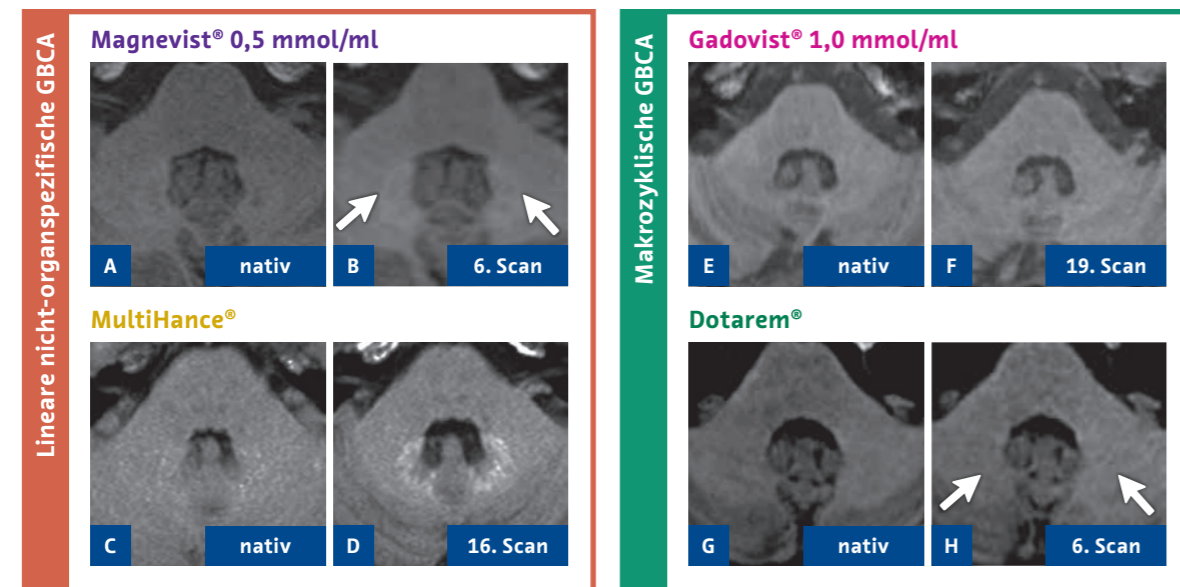 Lineare nicht-organspezifische GBCA
Magnevist® 0,5 mmol/ml
A
nativ
B
6. Scan
MultiHance®
C
nativ
D
16. Scan
Makrozyklische GBCA
Gadovist® 1,0 mmol/ml
E
nativ
F
19. Scan
Dotarem®
G
nativ
H
6. Scan